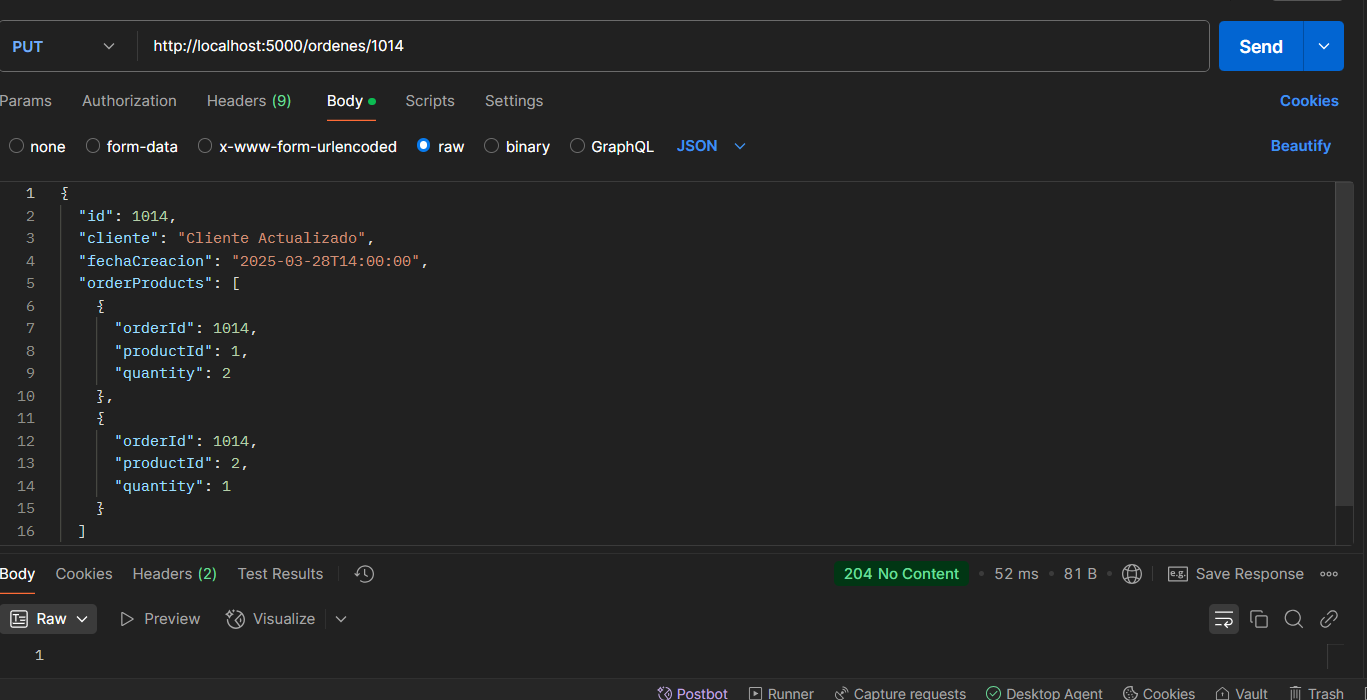 PUT http://localhost:5000/ordenes/1014 Send
Params Authorization Headers (9) Body Scripts Settings Cookies
none form-data x-www-form-urlencoded raw binary GraphQL JSON Beautify
1 {
2 "id": 1014,
3 "cliente": "Cliente Actualizado",
4 "fechaCreacion": "2025-03-28T14:00:00",
5 "orderProducts": [
6 {
7 "orderId": 1014,
8 "productId": 1,
9 "quantity": 2
10 },
11 {
12 "orderId": 1014,
13 "productId": 2,
14 "quantity": 1
15 }
16 ]
Body Cookies Headers (2) Test Results 204 No Content • 52 ms • 81 B • e.g. Save Response
Raw Preview Visualize
1
Postbot Runner Capture requests Desktop Agent Cookies Vault Trash